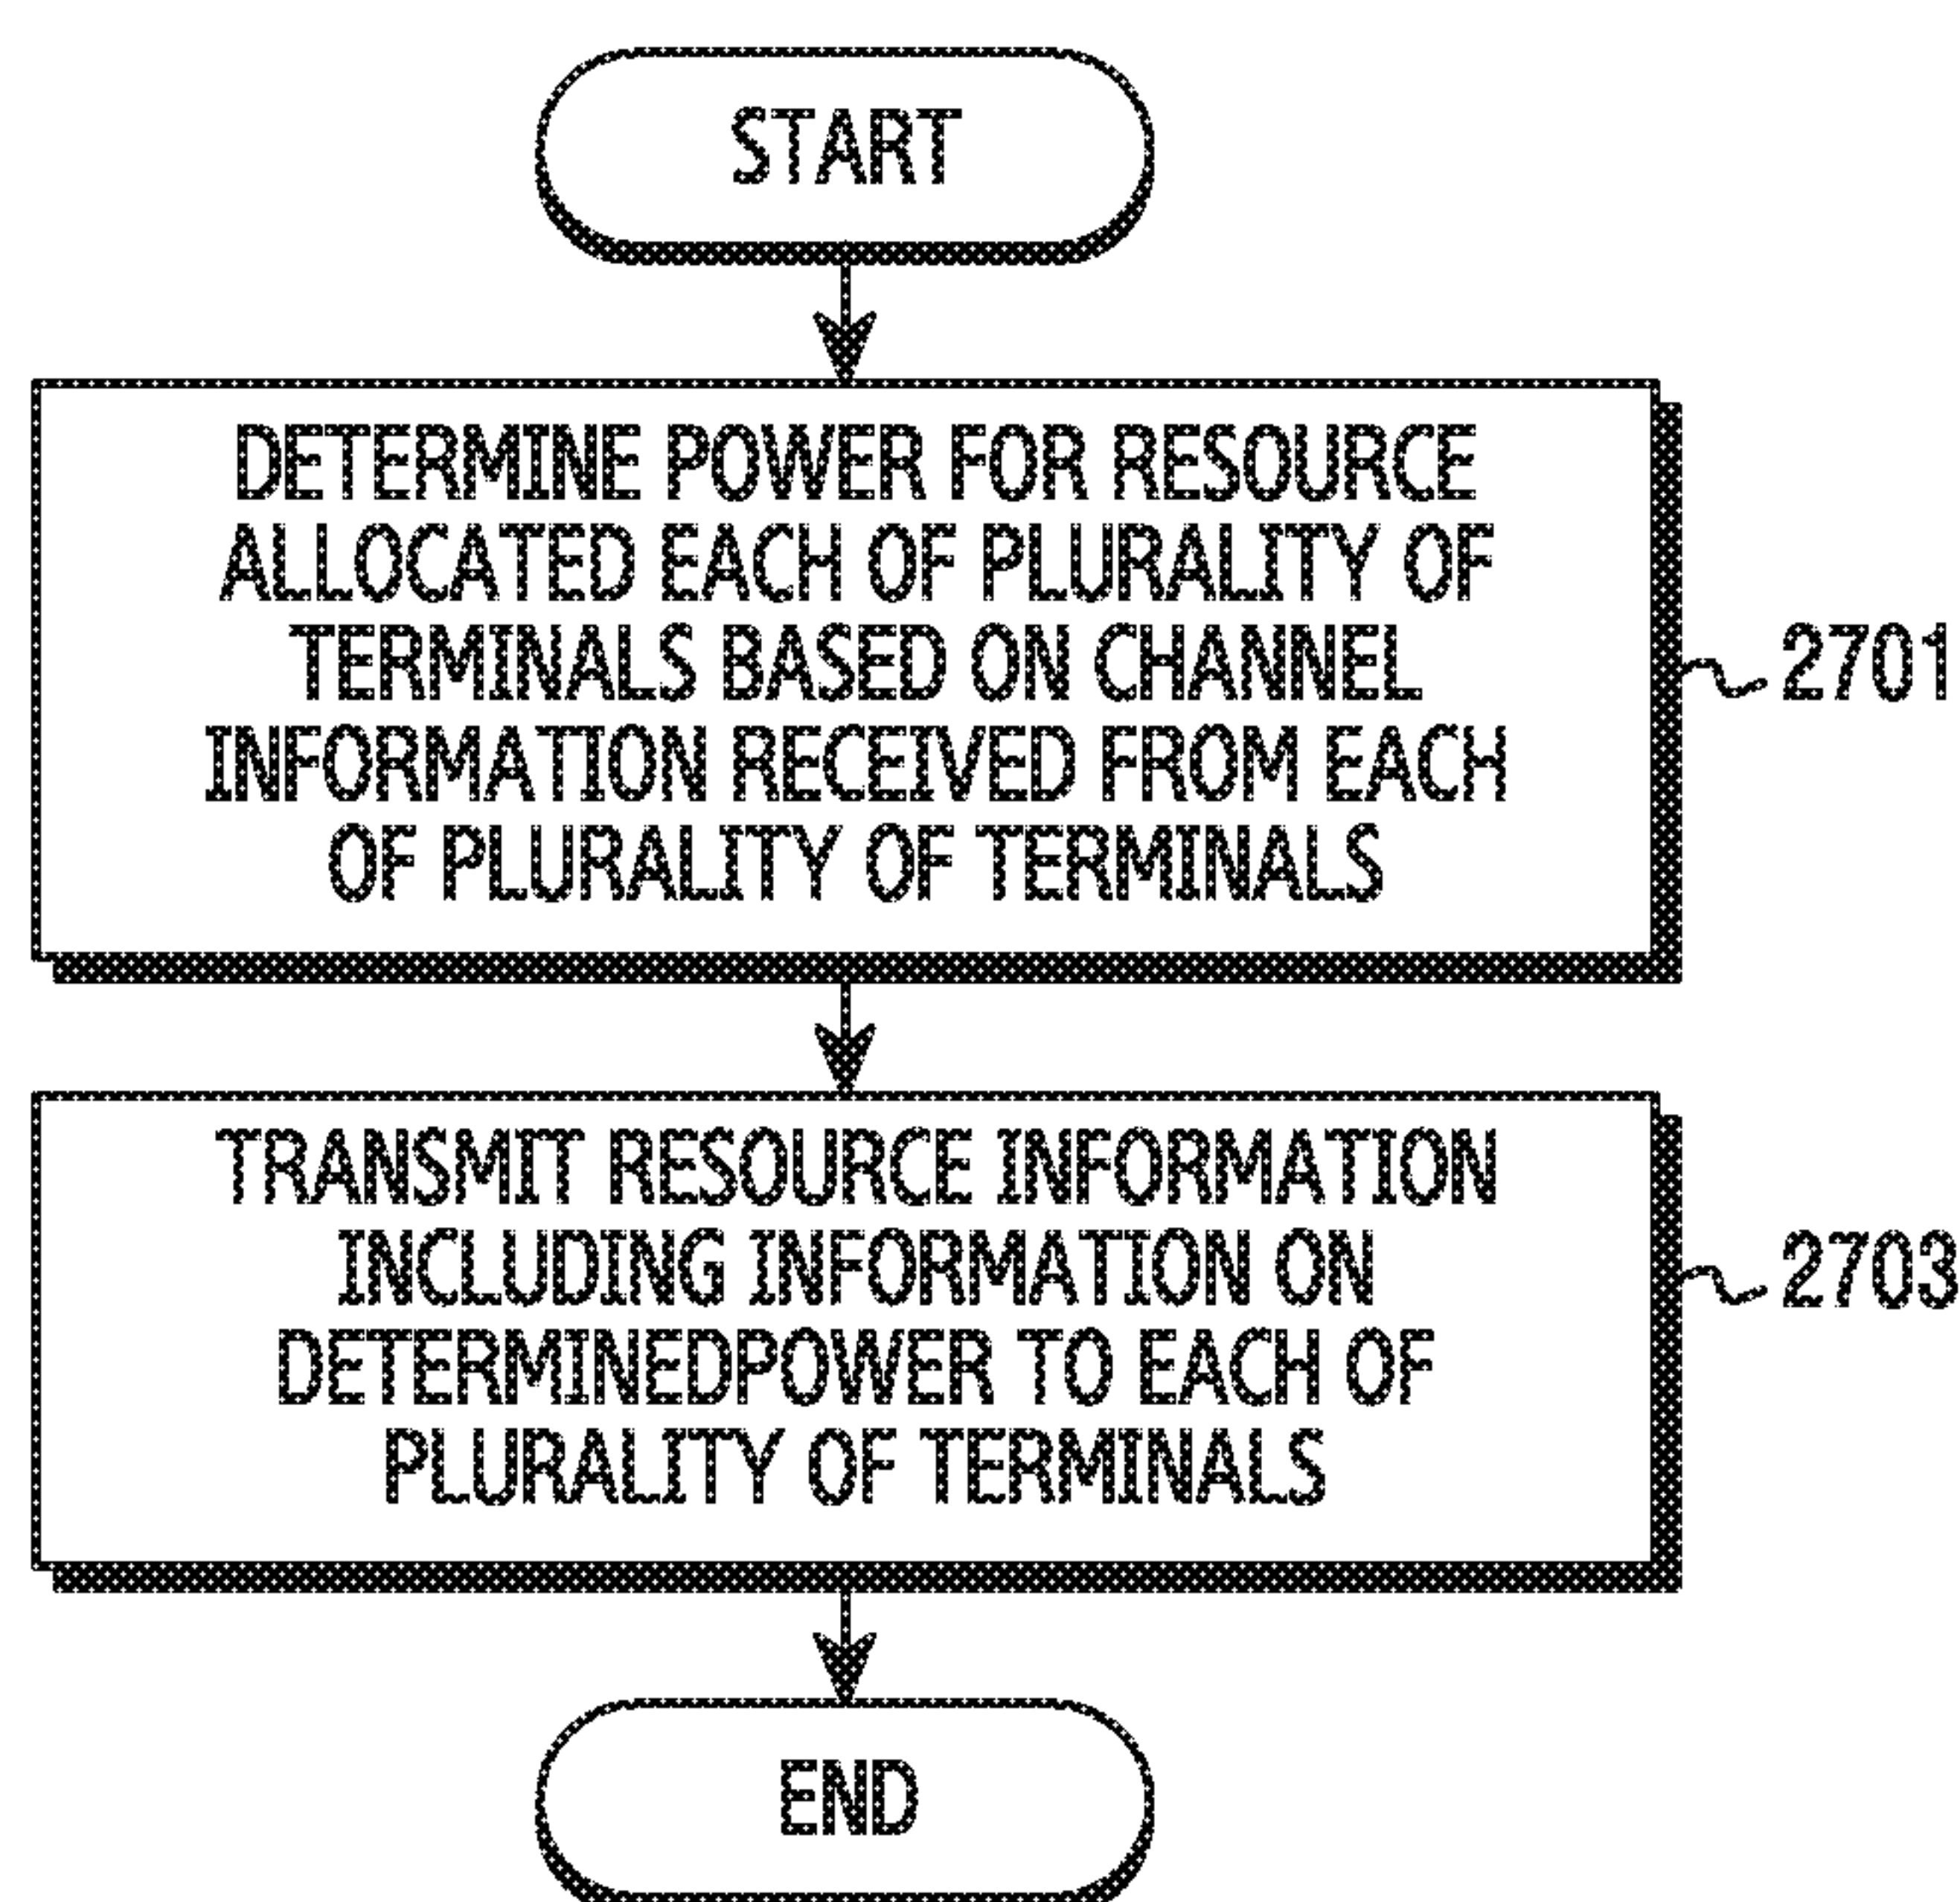 START
DETERMINE POWER FOR RESOURCE
ALLOCATED EACH OF PLURALITY OF
TERMINALS BASED ON CHANNEL
INFORMATION RECEIVED FROM EACH
OF PLURALITY OF TERMINALS
2701
TRANSMIT RESOURCE INFORMATION
INCLUDING INFORMATION ON
DETERMINEDPOWER TO EACH OF
PLURALITY OF TERMINALS
2703
END